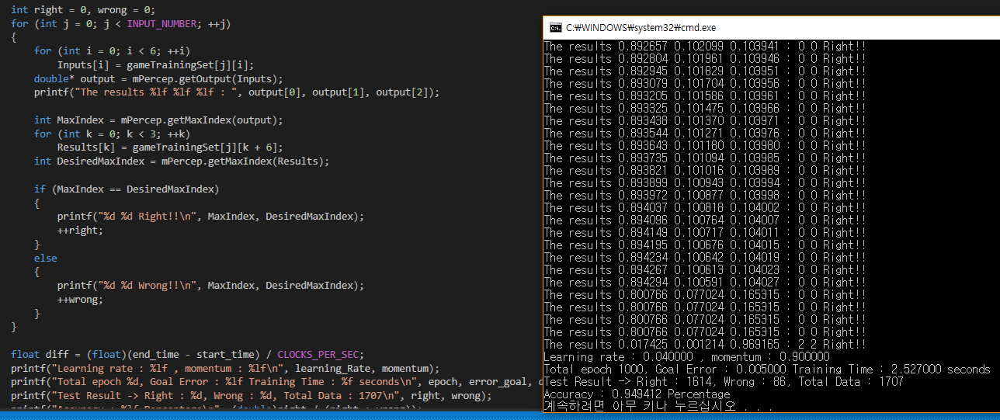 int right = 0, wrong = 0;
for (int j = 0; j < INPUT_NUMBER; ++j)
{
for (int i = 0; i < 6; ++i)
Inputs[i] = gameTrainingSet[j][i];
double* output = mPercep.getOutput(Inputs);
printf("The results %lf %lf %lf : ", output[0], output[1], output[2]);
int MaxIndex = mPercep.getMaxIndex(output);
for (int k = 0; k < 3; ++k)
Results[k] = gameTrainingSet[j][k + 6];
int DesiredMaxIndex = mPercep.getMaxIndex(Results);
if (MaxIndex == DesiredMaxIndex)
{
printf("%d %d Right!!\n", MaxIndex, DesiredMaxIndex);
++right;
}
else
{
printf("%d %d Wrong!!\n", MaxIndex, DesiredMaxIndex);
++wrong;
}
}
float diff = (float)(end_time - start_time) / CLOCKS_PER_SEC;
printf("Learning rate : %lf , momentum : %lf\n", learning_Rate, momentum);
printf("Total epoch %d, Goal Error : %lf Training Time : %f seconds\n", epoch, error_goal,
printf("Test Result -> Right : %d, Wrong : %d, Total Data : 1707\n", right, wrong);
printf("Accuracy : %lf Percentage\n", (double)right / (right + wrong));
C:₩WINDOWS₩system32₩cmd.exe
The results 0.892657 0.102099 0.103941 : 0 0 Right!!
The results 0.892804 0.101961 0.103946 : 0 0 Right!!
The results 0.892945 0.101829 0.103951 : 0 0 Right!!
The results 0.893079 0.101704 0.103956 : 0 0 Right!!
The results 0.893205 0.101586 0.103961 : 0 0 Right!!
The results 0.893325 0.101475 0.103966 : 0 0 Right!!
The results 0.893438 0.101370 0.103971 : 0 0 Right!!
The results 0.893544 0.101271 0.103976 : 0 0 Right!!
The results 0.893643 0.101180 0.103980 : 0 0 Right!!
The results 0.893735 0.101094 0.103985 : 0 0 Right!!
The results 0.893821 0.101016 0.103989 : 0 0 Right!!
The results 0.893899 0.100943 0.103994 : 0 0 Right!!
The results 0.893972 0.100877 0.103998 : 0 0 Right!!
The results 0.894037 0.100818 0.104002 : 0 0 Right!!
The results 0.894096 0.100764 0.104007 : 0 0 Right!!
The results 0.894149 0.100717 0.104011 : 0 0 Right!!
The results 0.894195 0.100676 0.104015 : 0 0 Right!!
The results 0.894234 0.100642 0.104019 : 0 0 Right!!
The results 0.894267 0.100613 0.104023 : 0 0 Right!!
The results 0.894294 0.100591 0.104027 : 0 0 Right!!
The results 0.800766 0.077024 0.165315 : 0 0 Right!!
The results 0.800766 0.077024 0.165315 : 0 0 Right!!
The results 0.800766 0.077024 0.165315 : 0 0 Right!!
The results 0.800766 0.077024 0.165315 : 0 0 Right!!
The results 0.017425 0.001214 0.969165 : 2 2 Right!!
Learning rate : 0.040000 , momentum : 0.900000
Total epoch 1000, Goal Error : 0.005000 Training Time : 2.527000 seconds
Test Result -> Right : 1614, Wrong : 86, Total Data : 1707
Accuracy : 0.949412 Percentage
계속하려면 아무 키나 누르십시오 . . .